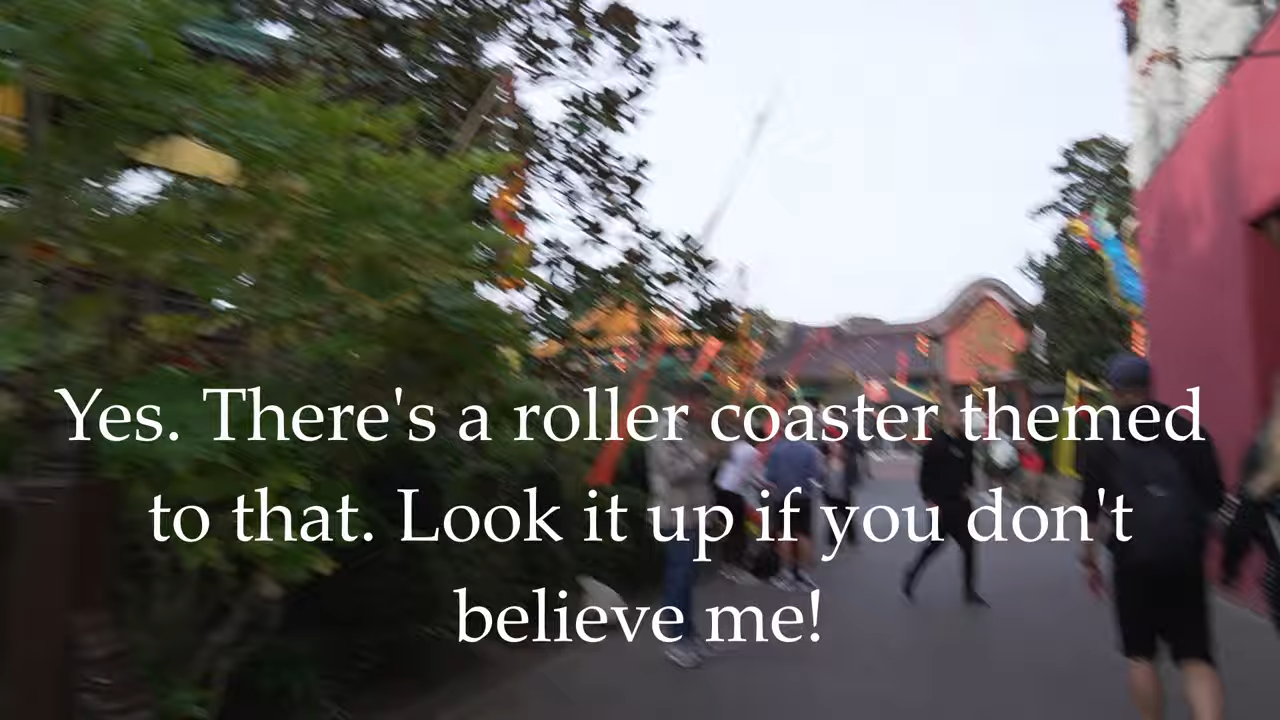 Yes. There's a roller coaster themed
to that. Look it up if you don't
believe me!